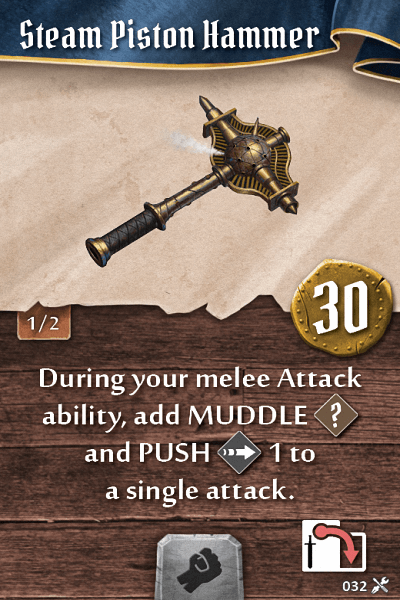 Steam Piston Hammer
30
1/2
During your melee Attack
ability, add MUDDLE ?
and PUSH 1 to
a single attack.
032